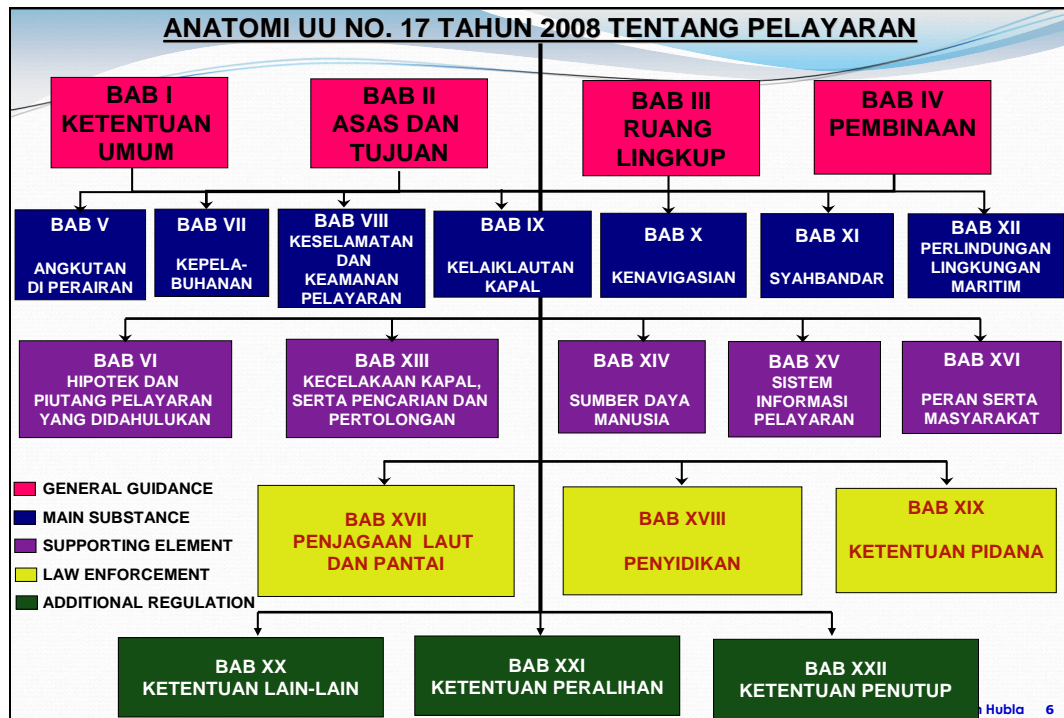 ANATOMI UU NO. 17 TAHUN 2008 TENTANG PELAYARAN
BAB I
KETENTUAN
UMUM
BAB II
ASAS DAN
TUJUAN
BAB III
RUANG
LINGKUP
BAB IV
PEMBINAAN
BAB V
ANGKUTAN
DI PERAIRAN
BAB VII
KEPELA-
BUHANAN
BAB VIII
KESELAMATAN
DAN
KEAMANAN
PELAYARAN
BAB IX
KELAIKLAUTAN
KAPAL
BAB X
KENAVIGASIAN
BAB XI
SYAHBANDAR
BAB XII
PERLINDUNGAN
LINGKUNGAN
MARITIM
BAB VI
HIPOTEK DAN
PIUTANG PELAYARAN
YANG DIDAHULUKAN
BAB XIII
KECELAKAAN KAPAL,
SERTA PENCARIAN DAN
PERTOLONGAN
BAB XIV
SUMBER DAYA
MANUSIA
BAB XV
SISTEM
INFORMASI
PELAYARAN
BAB XVI
PERAN SERTA
MASYARAKAT
GENERAL GUIDANCE
MAIN SUBSTANCE
SUPPORTING ELEMENT
LAW ENFORCEMENT
ADDITIONAL REGULATION
BAB XVII
PENJAGAAN LAUT
DAN PANTAI
BAB XVIII
PENYIDIKAN
BAB XIX
KETENTUAN PIDANA
BAB XX
KETENTUAN LAIN-LAIN
BAB XXI
KETENTUAN PERALIHAN
BAB XXII
KETENTUAN PENUTUP
Hubla 6